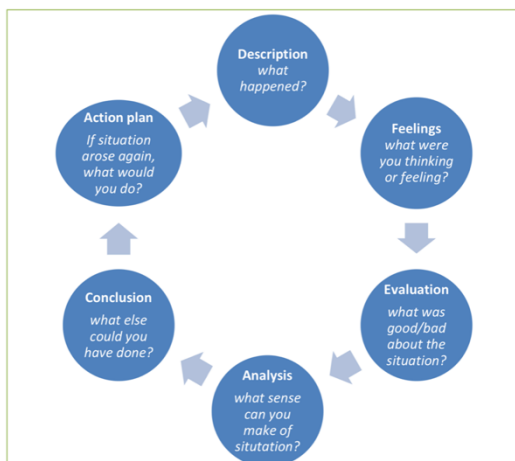 Description
what
happened?
Feelings
what were
you thinking
or feeling?
Evaluation
what was
good/bad
about the
situation?
Analysis
what sense
can you
make of
situtation?
Conclusion
what else
could you
have done?
Action plan
If situation
arose again,
what would
you do?